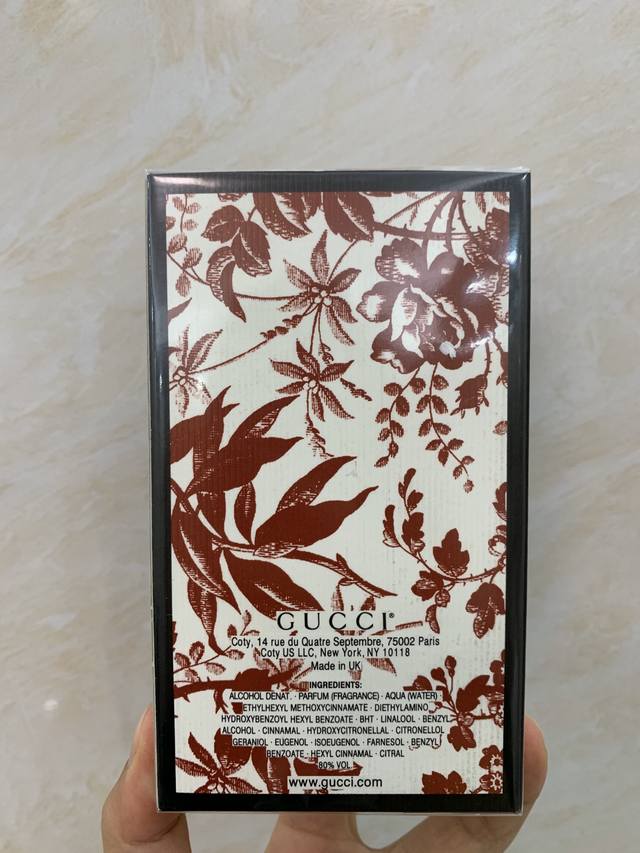 GUCCI®
Coty, 14 rue du Quatre Septembre, 75002 Paris
Coty US LLC, New York, NY 10118
Made in UK
INGREDIENTS:
ALCOHOL DENAT. · PARFUM (FRAGRANCE) · AQUA (WATER) ·
ETHYLHEXYL METHOXYCINNAMATE · DIETHYLAMINO
HYDROXYBENZOYL HEXYL BENZOATE · BHT · LINALOOL · BENZYL
ALCOHOL · CINNAMAL · HYDROXYCITRONELLAL · CITRONELLOL
GERANIOL · EUGENOL · ISOEUGENOL · FARNESOL · BENZYL
BENZOATE · HEXYL CINNAMAL · CITRAL
80% VOL
www.gucci.com